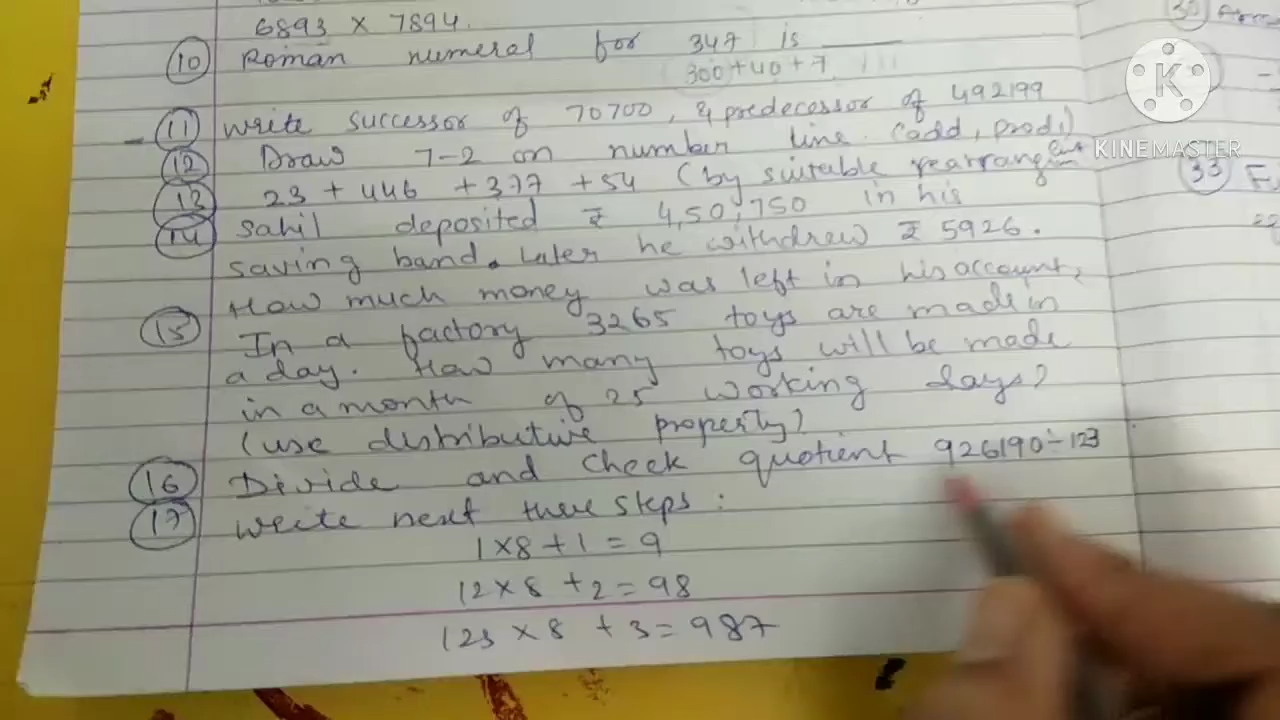 6893 × 7894.
(10) Roman numeral for 347 is ______
300+40+7
(11) Write successor of 70700, & predecessor of 492199
(12) Draw 7-2 on number line. (add, prod.)
(13) 23 + 446 + 377 + 54 (by suitable rearrangement
(14) Sahil deposited ₹ 4,50,750 in his
saving band. Later he withdrew ₹ 5926.
How much money was left in his account,
(15) In a factory 3265 toys are made in
a day. How many toys will be made
in a month of 25 working days?
(use distributive property)
(16) Divide and check quotient 926190÷123
(17) Write next three steps:
1×8+1=9
12×8+2=98
123×8+3=987
K
KINEMASTER
(33)